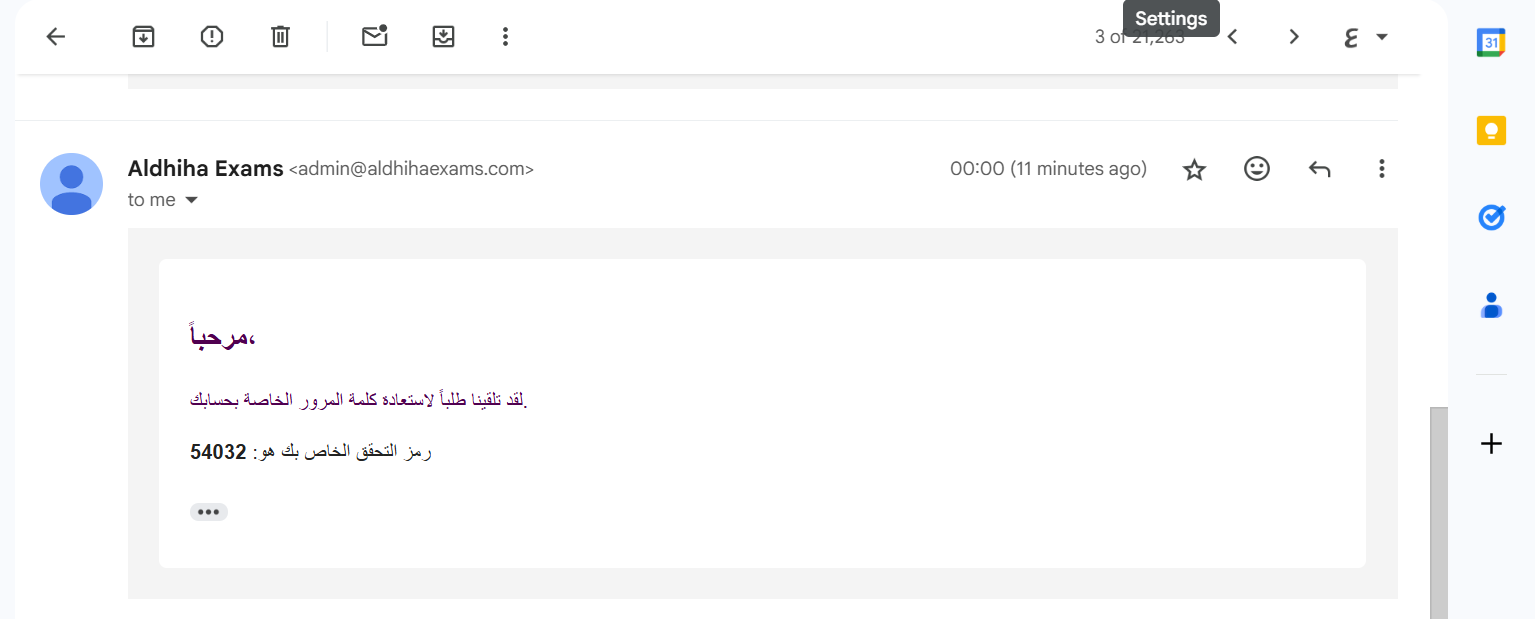 Settings
3 of 21,263
ع
31
Aldhiha Exams <admin@aldhihaexams.com>
00:00 (11 minutes ago)
to me
مرحباً،
لقد تلقينا طلباً لاستعادة كلمة المرور الخاصة بحسابك.
رمز التحقق الخاص بك هو: 54032